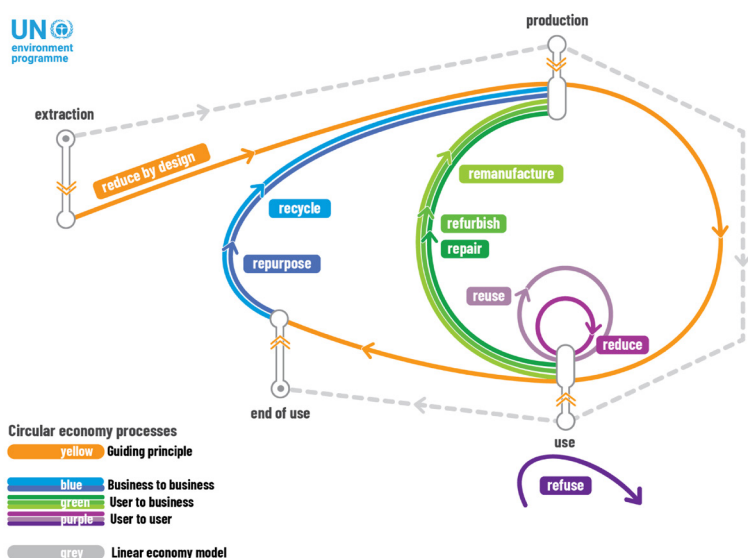 UN
environment
programme
production
extraction
reduce by design
remanufacture
recycle
refurbish
repair
repurpose
reuse
reduce
end of use
use
Circular economy processes
yellow Guiding principle
blue Business to business
green User to business
purple User to user
grey Linear economy model
refuse